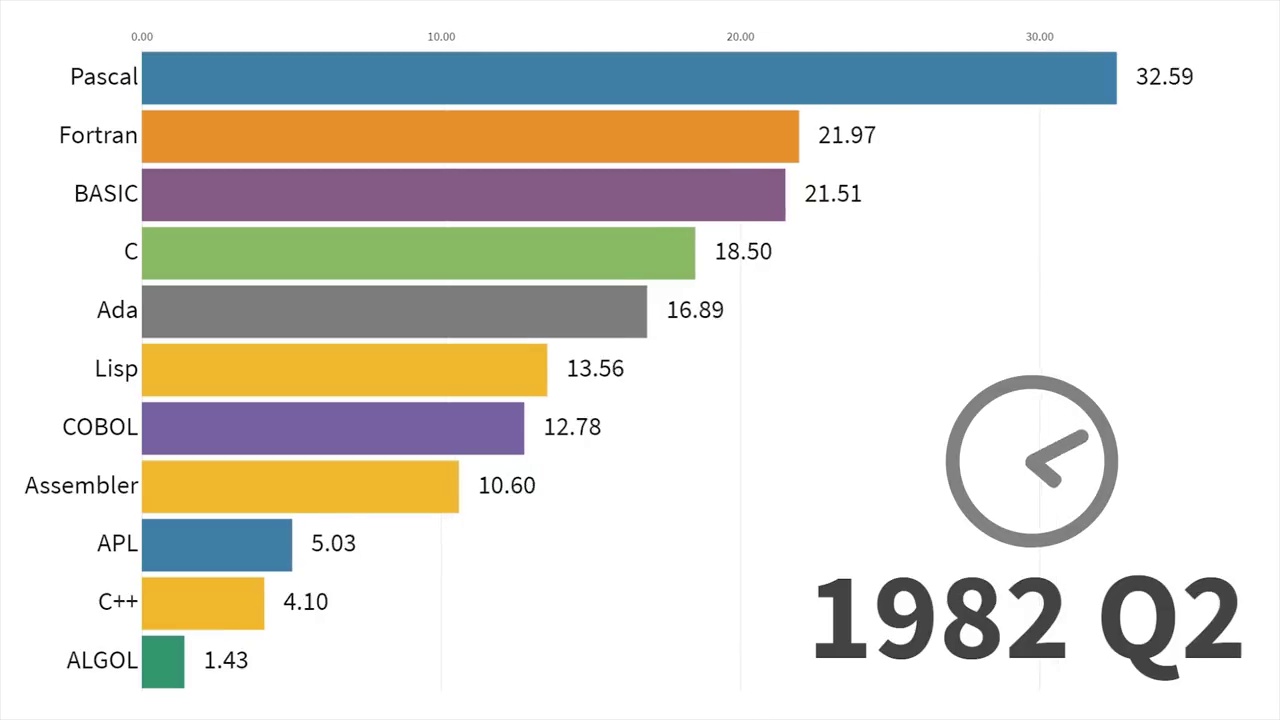 0.00 10.00 20.00 30.00
Pascal 32.59
Fortran 21.97
BASIC 21.51
C 18.50
Ada 16.89
Lisp 13.56
COBOL 12.78
Assembler 10.60
APL 5.03
C++ 4.10
ALGOL 1.43
1982 Q2